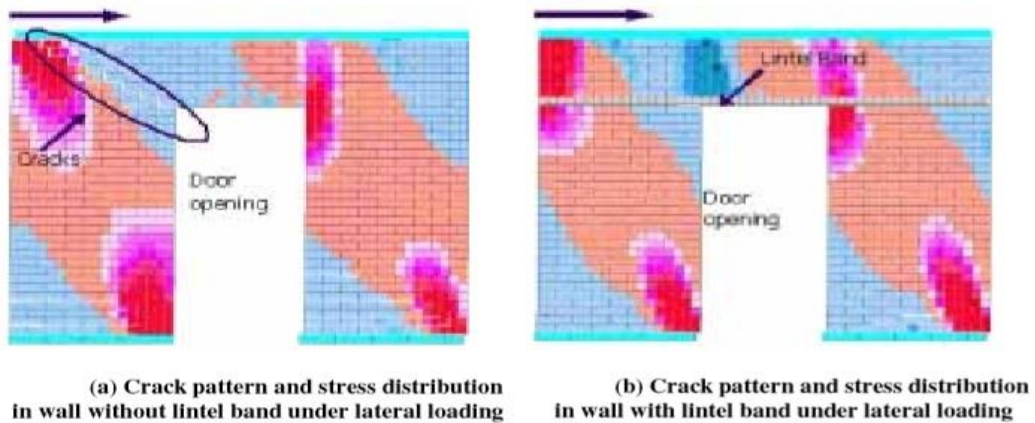 Lintel Band
Cracks
Door
opening
Door
opening
(a) Crack pattern and stress distribution
in wall without lintel band under lateral loading
(b) Crack pattern and stress distribution
in wall with lintel band under lateral loading